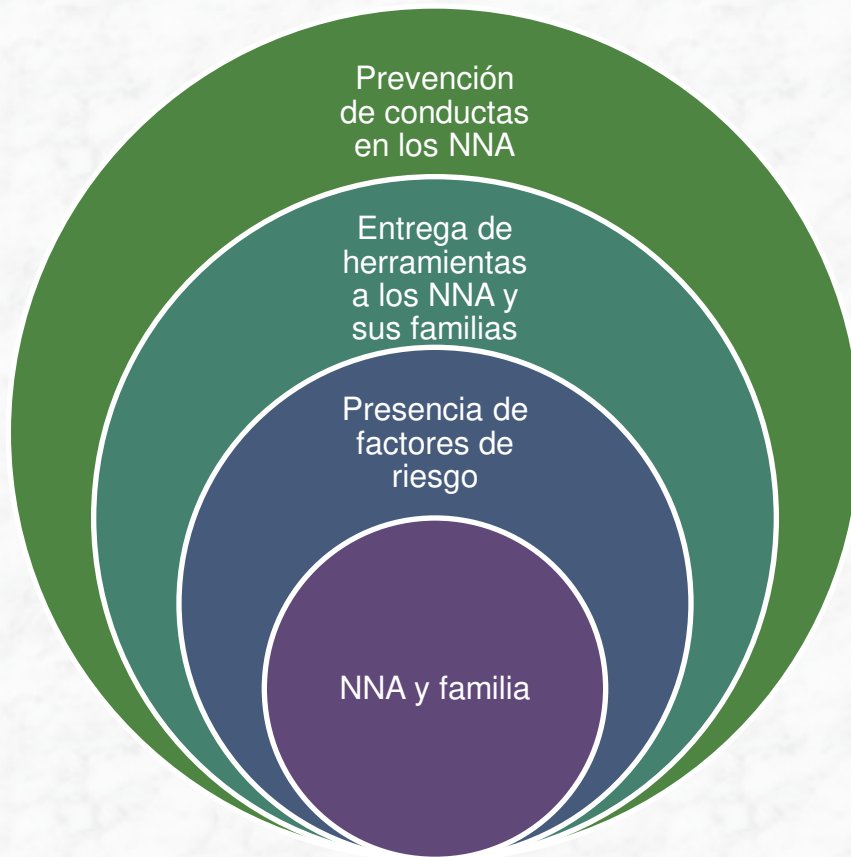 Prevención
de conductas
en los NNA
Entrega de
herramientas
a los NNA y
sus familias
Presencia de
factores de
riesgo
NNA y familia